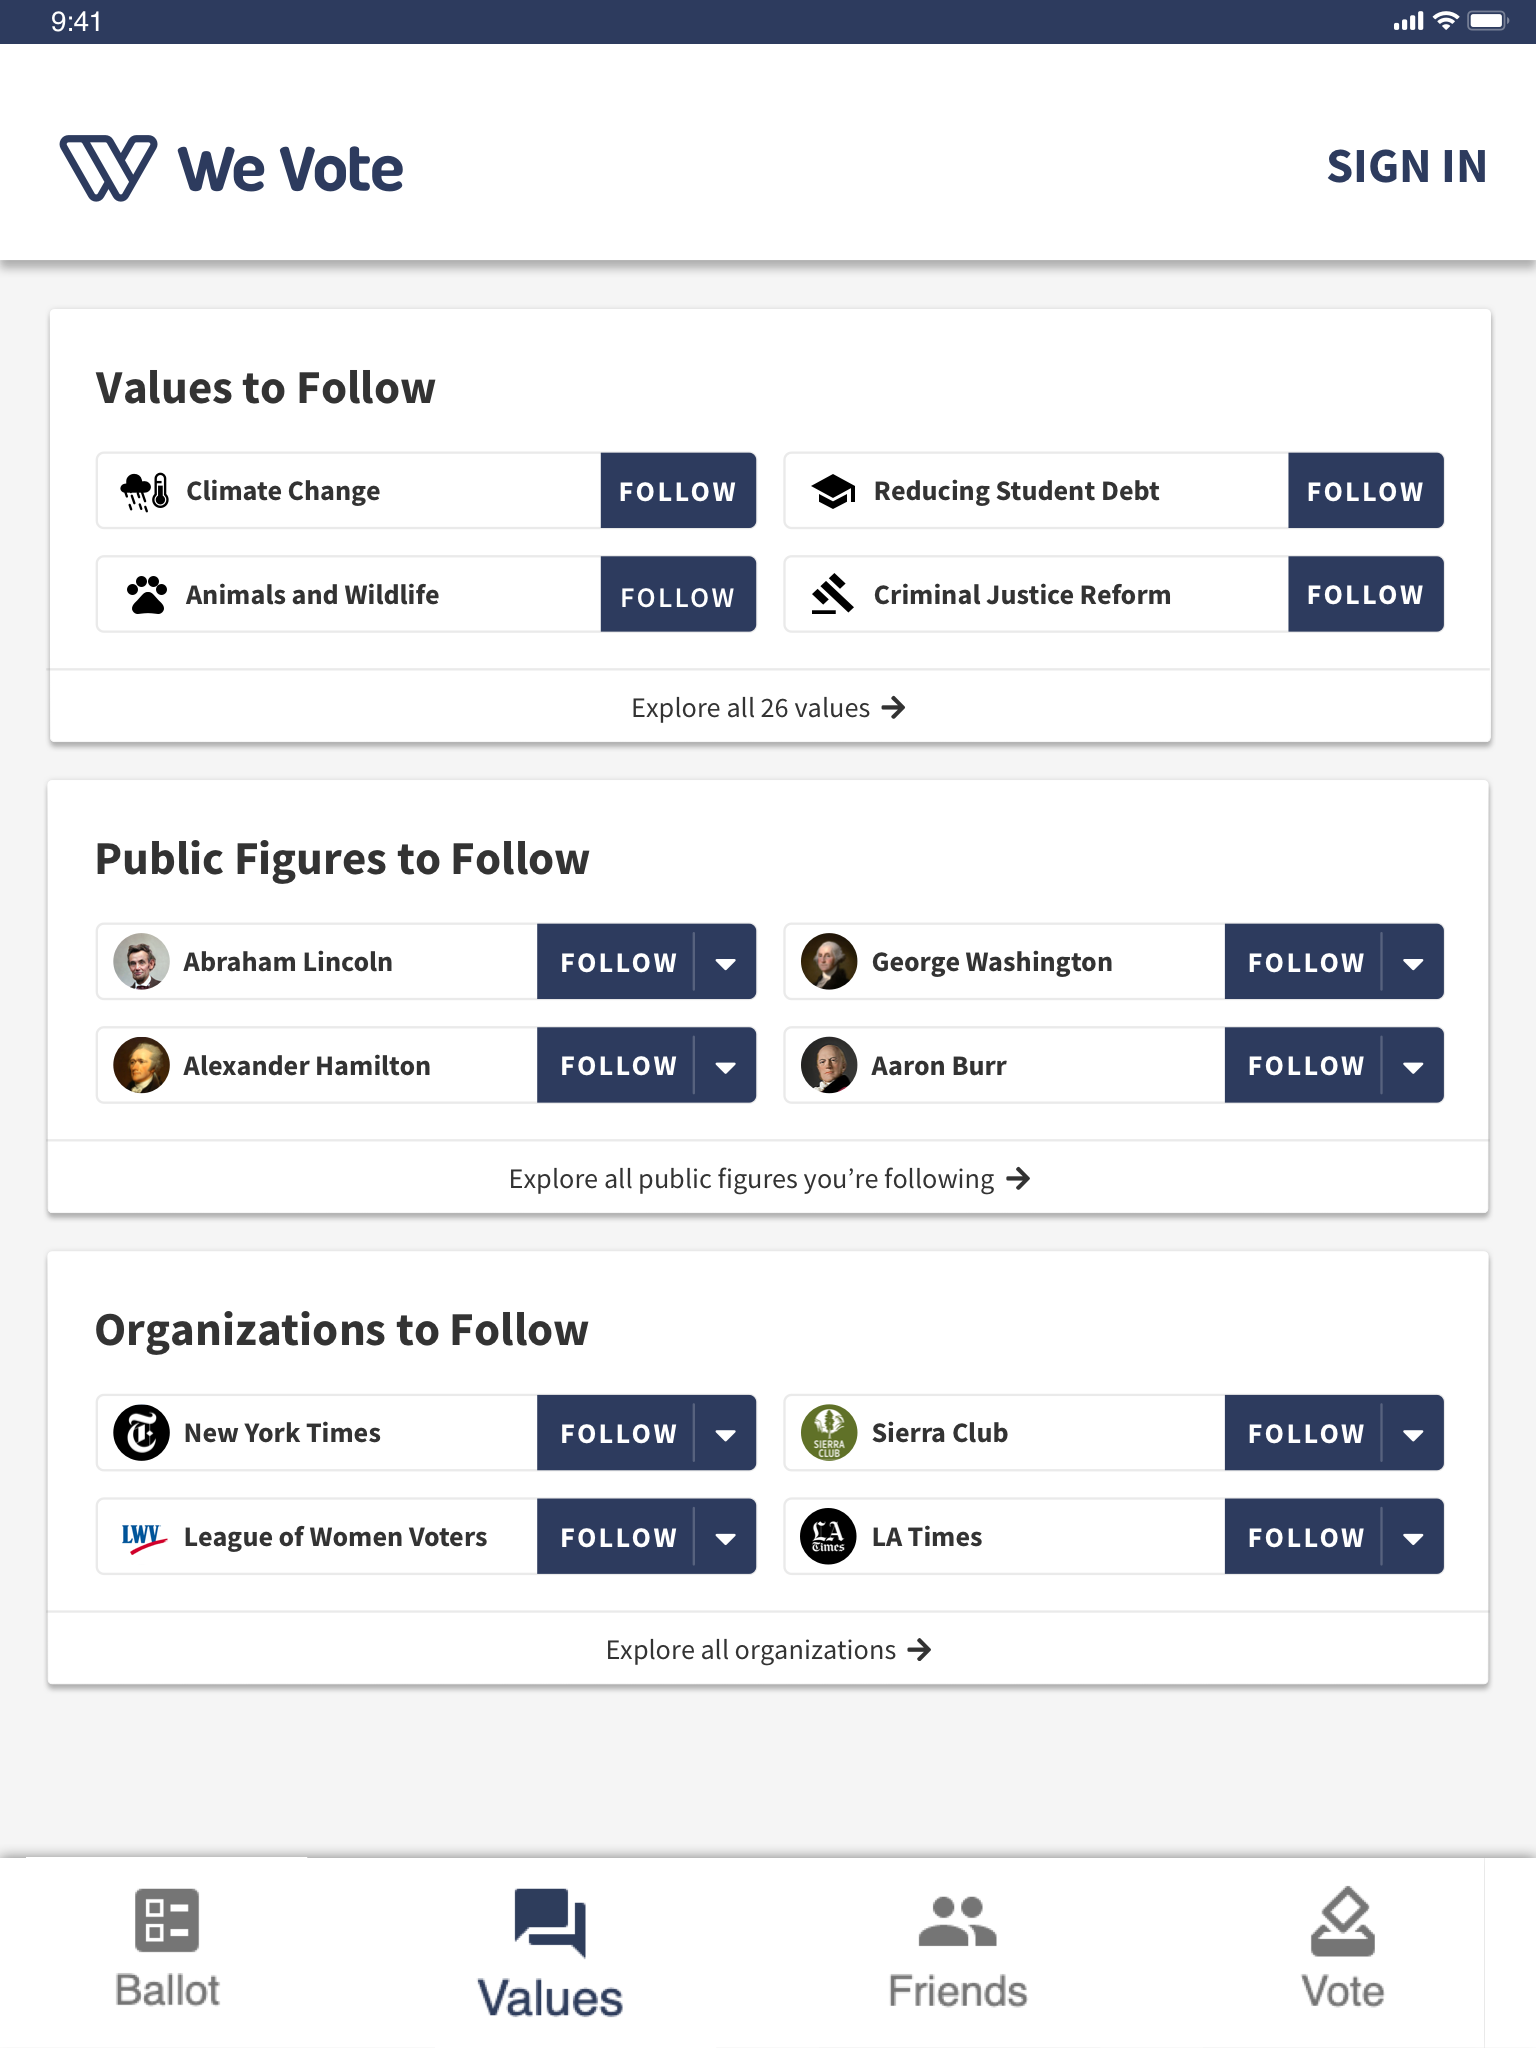 9:41
We Vote
SIGN IN
Values to Follow
Climate Change FOLLOW
Reducing Student Debt FOLLOW
Animals and Wildlife FOLLOW
Criminal Justice Reform FOLLOW
Explore all 26 values
Public Figures to Follow
Abraham Lincoln FOLLOW
George Washington FOLLOW
Alexander Hamilton FOLLOW
Aaron Burr FOLLOW
Explore all public figures you’re following
Organizations to Follow
T New York Times FOLLOW
SIERRA
CLUB
Sierra Club FOLLOW
LWV League of Women Voters FOLLOW
LA
Times
LA Times FOLLOW
Explore all organizations
Ballot
Values
Friends
Vote